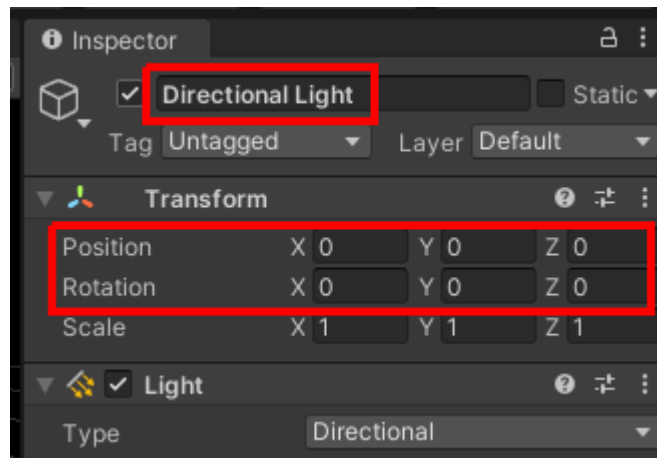 Inspector
Directional Light Static
Tag Untagged Layer Default
Transform
Position X 0 Y 0 Z 0
Rotation X 0 Y 0 Z 0
Scale X 1 Y 1 Z 1
Light
Type Directional